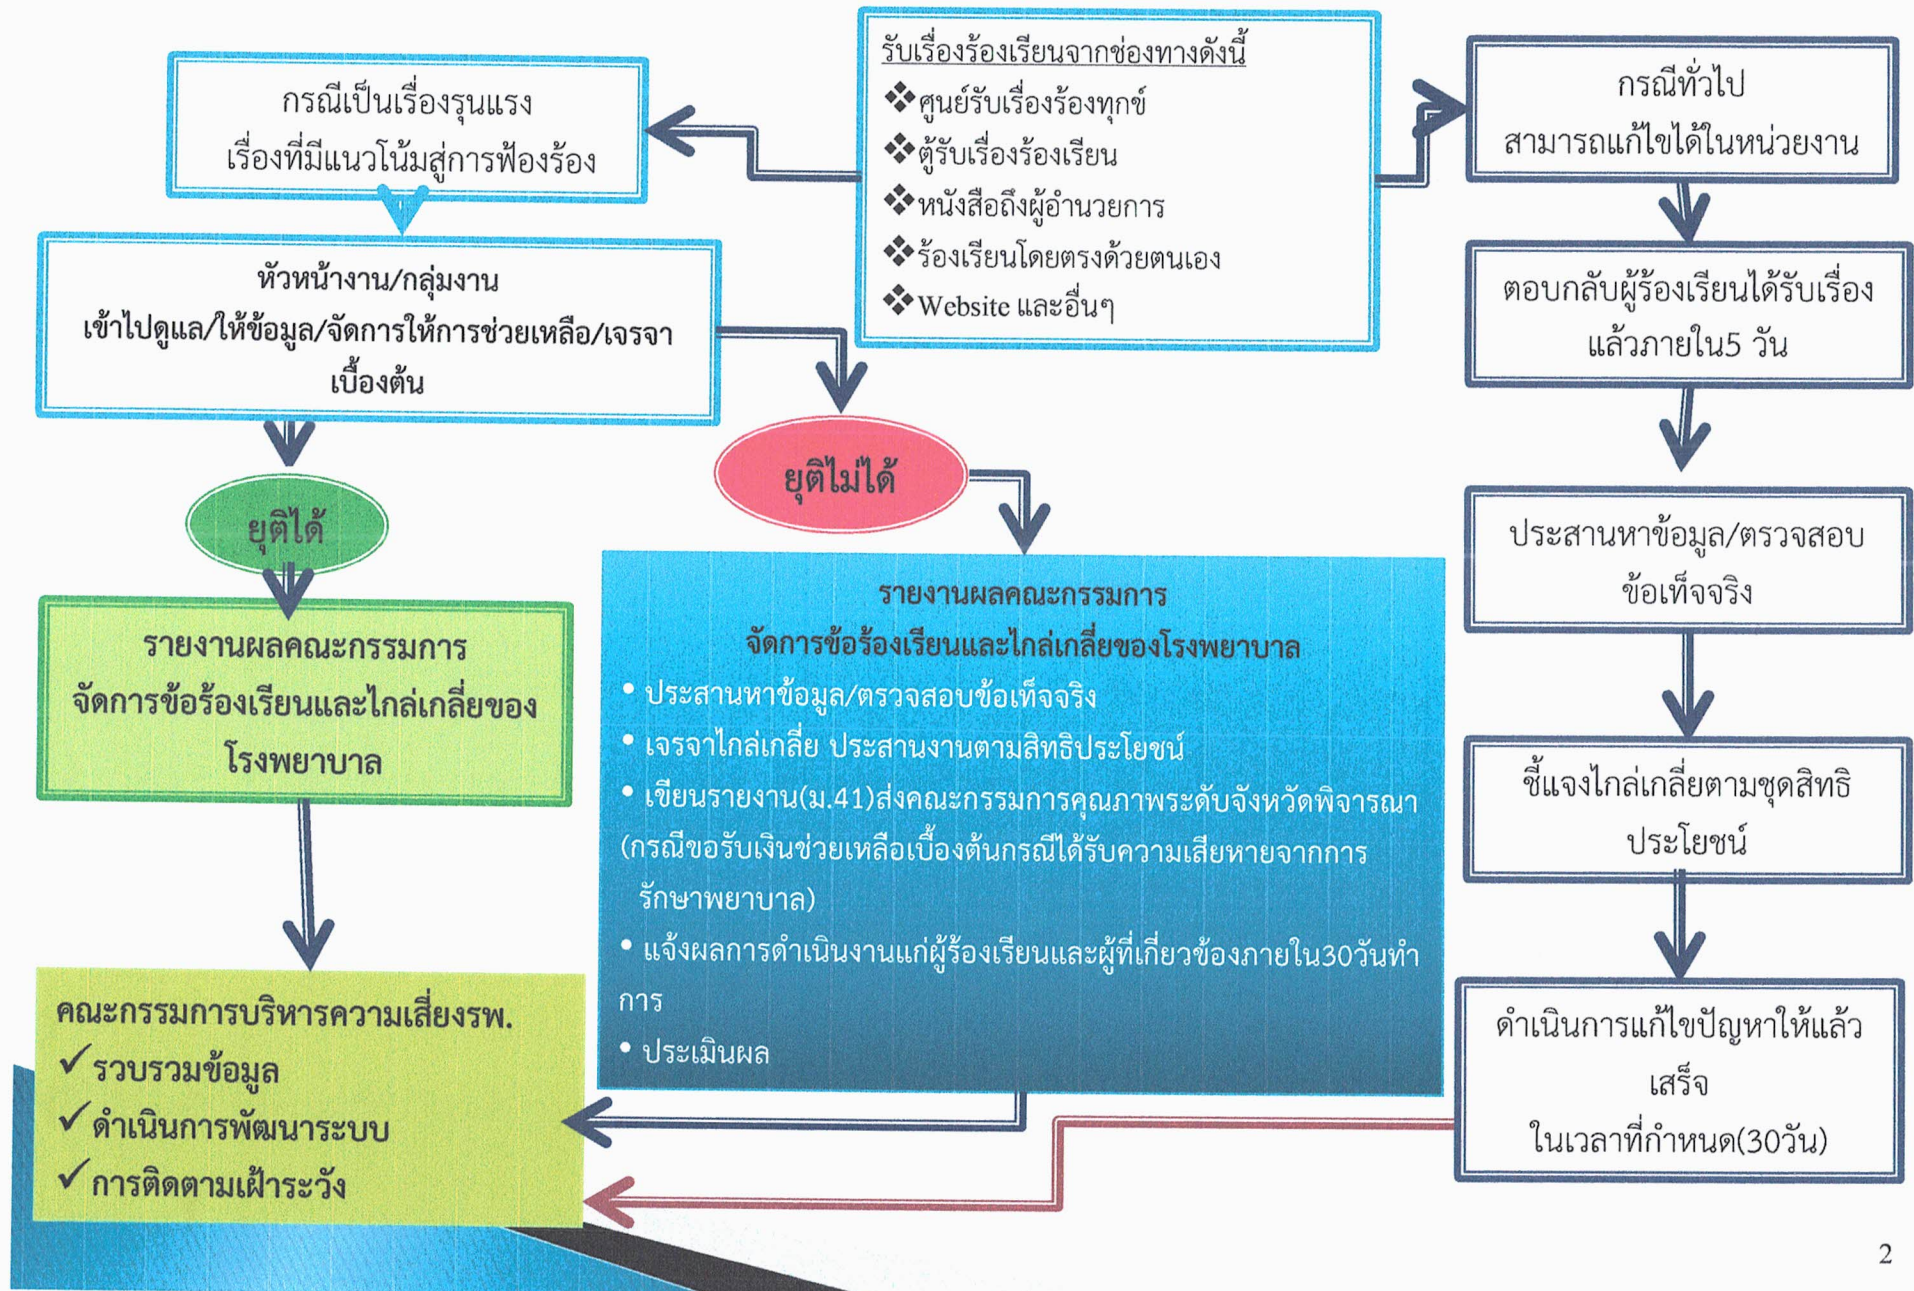 รับเรื่องร้องเรียนจากช่องทางดังนี้
❖ศูนย์รับเรื่องร้องทุกข์
❖ตู้รับเรื่องร้องเรียน
❖หนังสือถึงผู้อำนวยการ
❖ร้องเรียนโดยตรงด้วยตนเอง
❖Website และอื่นๆ
กรณีเป็นเรื่องรุนแรง
เรื่องที่มีแนวโน้มสู่การฟ้องร้อง
หัวหน้างาน/กลุ่มงาน
เข้าไปดูแล/ให้ข้อมูล/จัดการให้การช่วยเหลือ/เจรจา
เบื้องต้น
ยุติได้
รายงานผลคณะกรรมการ
จัดการข้อร้องเรียนและไกล่เกลี่ยของ
โรงพยาบาล
ยุติไม่ได้
รายงานผลคณะกรรมการ
จัดการข้อร้องเรียนและไกล่เกลี่ยของโรงพยาบาล
• ประสานหาข้อมูล/ตรวจสอบข้อเท็จจริง
• เจรจาไกล่เกลี่ย ประสานงานตามสิทธิประโยชน์
• เขียนรายงาน(ม.41)ส่งคณะกรรมการคุณภาพระดับจังหวัดพิจารณา
(กรณีขอรับเงินช่วยเหลือเบื้องต้นกรณีได้รับความเสียหายจากการ
รักษาพยาบาล)
• แจ้งผลการดำเนินงานแก่ผู้ร้องเรียนและผู้ที่เกี่ยวข้องภายใน30วันทำ
การ
• ประเมินผล
กรณีทั่วไป
สามารถแก้ไขได้ในหน่วยงาน
ตอบกลับผู้ร้องเรียนได้รับเรื่อง
แล้วภายใน5 วัน
ประสานหาข้อมูล/ตรวจสอบ
ข้อเท็จจริง
ชี้แจงไกล่เกลี่ยตามชุดสิทธิ
ประโยชน์
ดำเนินการแก้ไขปัญหาให้แล้ว
เสร็จ
ในเวลาที่กำหนด(30วัน)
คณะกรรมการบริหารความเสี่ยงรพ.
✓รวบรวมข้อมูล
✓ดำเนินการพัฒนาระบบ
✓การติดตามเฝ้าระวัง
2